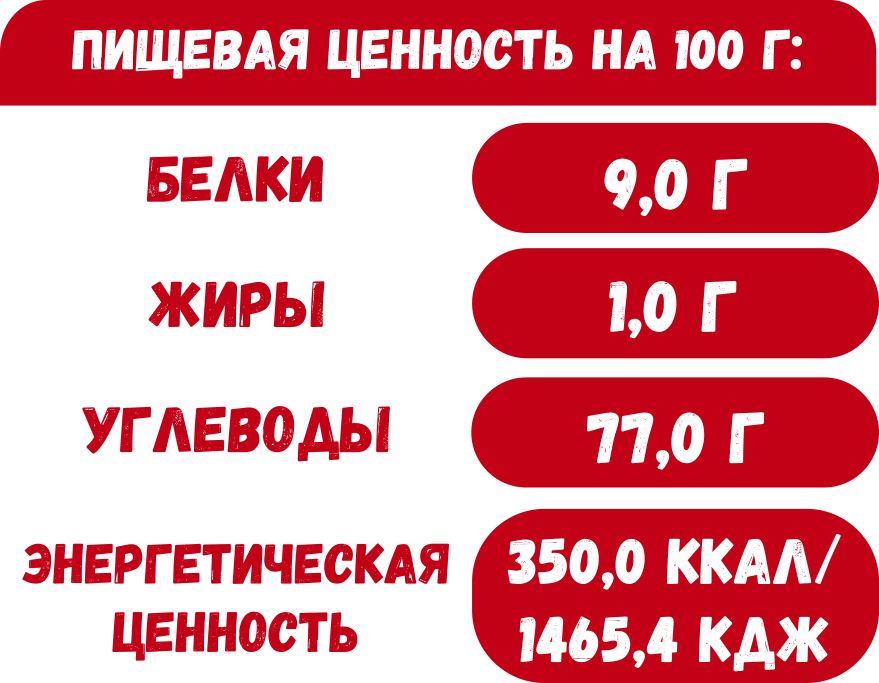 ПИЩЕВАЯ ЦЕННОСТЬ НА 100 Г:
БЕЛКИ 9,0 Г
ЖИРЫ 1,0 Г
УГЛЕВОДЫ 77,0 Г
ЭНЕРГЕТИЧЕСКАЯ
ЦЕННОСТЬ
350,0 ККАЛ/
1465,4 КДЖ